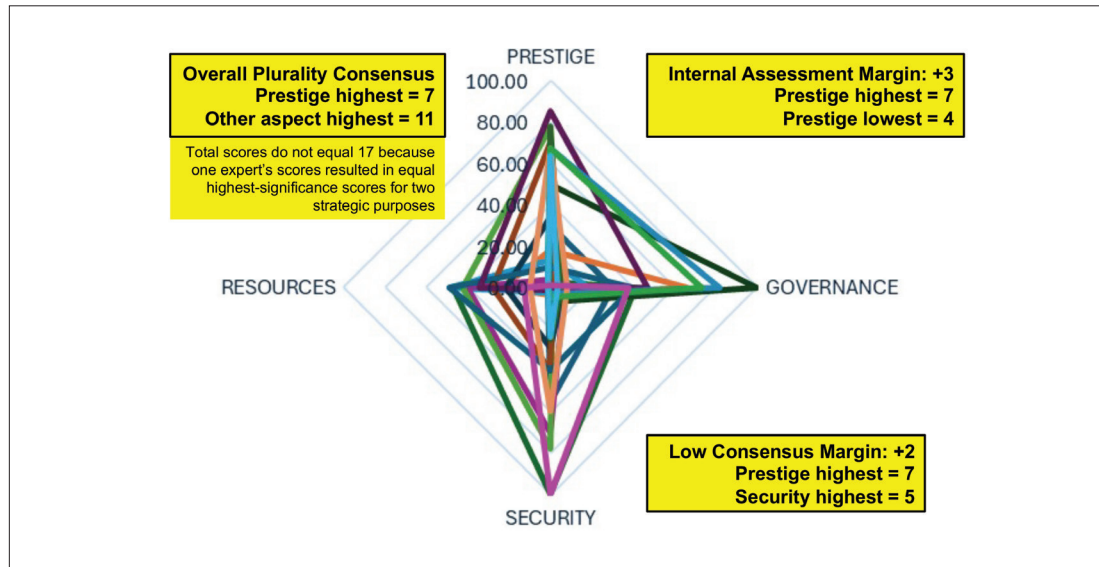 PRESTIGE
Overall Plurality Consensus
Prestige highest = 7
Other aspect highest = 11
Total scores do not equal 17 because
one expert's scores resulted in equal
highest-significance scores for two
strategic purposes
Internal Assessment Margin: +3
Prestige highest = 7
Prestige lowest = 4
100.00
80.00
60.00
40.00
20.00
0.00
RESOURCES
GOVERNANCE
Low Consensus Margin: +2
Prestige highest = 7
Security highest = 5
SECURITY